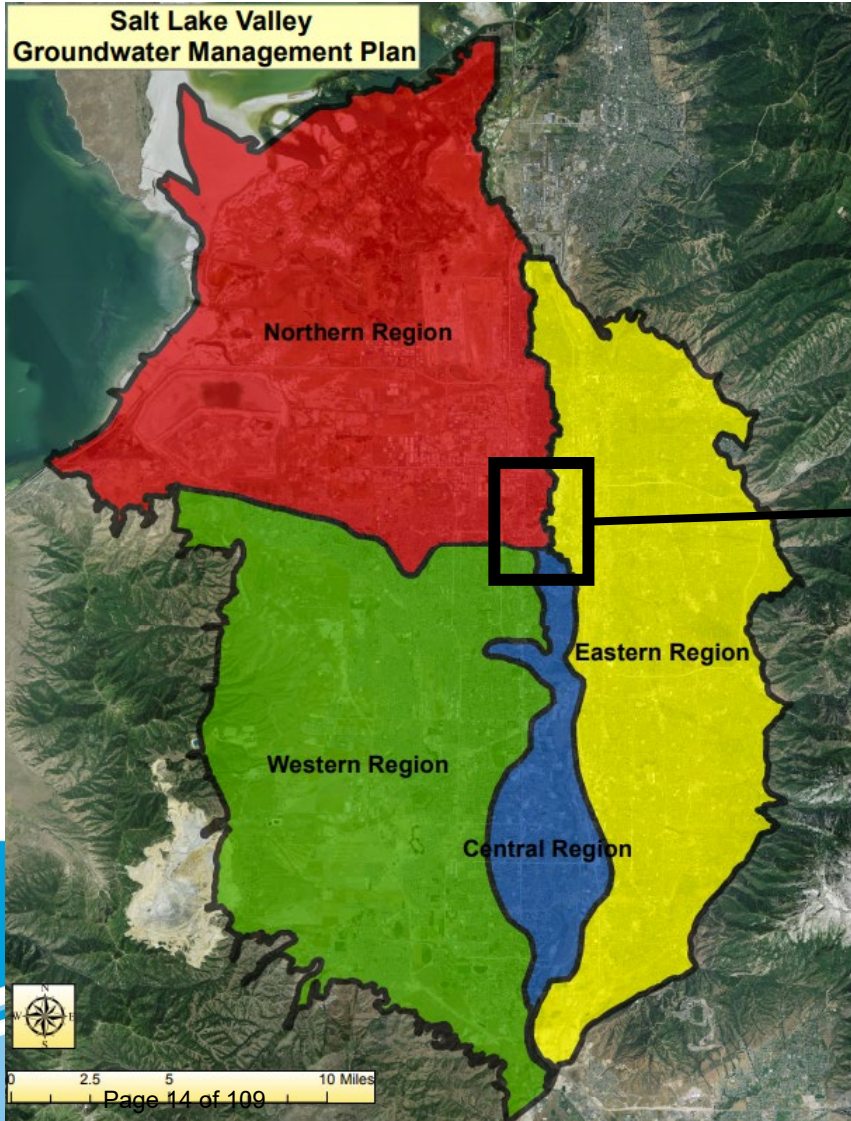 Salt Lake Valley
Groundwater Management Plan
Northern Region
Eastern Region
Western Region
Central Region
N
W E
S
0 2.5 5 10 Miles
Page 14 of 109